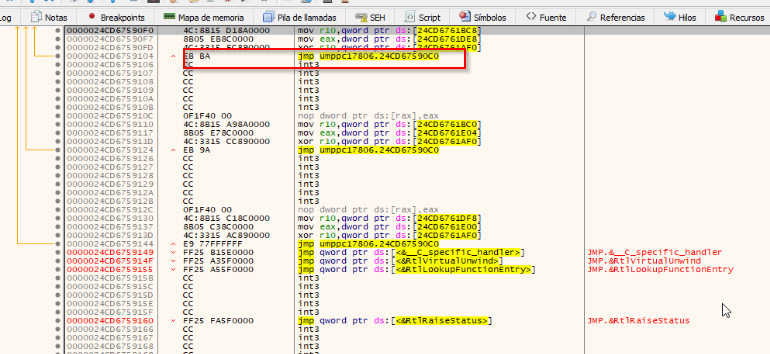 Log Notas Breakpoints Mapa de memoria Pila de llamadas SEH Script Símbolos Fuente Referencias Hilos Recursos
0000024CD67590F0 4C:8B15 D18A0000 mov r10,qword ptr ds:[24CD6761BC8]
0000024CD67590F7 8B05 EB8C0000 mov eax,dword ptr ds:[24CD6761DE8]
0000024CD67590FD 4C:3315 EC890000 xor r10,qword ptr ds:[24CD6761AF0]
0000024CD6759104 EB BA jmp umppc17806.24CD67590C0
0000024CD6759106 CC int3
0000024CD6759107 CC int3
0000024CD6759108 CC int3
0000024CD6759109 CC int3
0000024CD675910A CC int3
0000024CD675910B CC int3
0000024CD675910C 0F1F40 00 nop dword ptr ds:[rax],eax
0000024CD6759110 4C:8B15 A98A0000 mov r10,qword ptr ds:[24CD6761BC0]
0000024CD6759117 8B05 E78C0000 mov eax,dword ptr ds:[24CD6761E04]
0000024CD675911D 4C:3315 CC890000 xor r10,qword ptr ds:[24CD6761AF0]
0000024CD6759124 EB 9A jmp umppc17806.24CD67590C0
0000024CD6759126 CC int3
0000024CD6759127 CC int3
0000024CD6759128 CC int3
0000024CD6759129 CC int3
0000024CD675912A CC int3
0000024CD675912B CC int3
0000024CD675912C 0F1F40 00 nop dword ptr ds:[rax],eax
0000024CD6759130 4C:8B15 C18C0000 mov r10,qword ptr ds:[24CD6761DF8]
0000024CD6759137 8B05 C38C0000 mov eax,dword ptr ds:[24CD6761E00]
0000024CD675913D 4C:3315 AC890000 xor r10,qword ptr ds:[24CD6761AF0]
0000024CD6759144 E9 77FFFFFF jmp umppc17806.24CD67590C0
0000024CD6759149 FF25 B15E0000 jmp qword ptr ds:[<&__C_specific_handler>] JMP.&__C_specific_handler
0000024CD675914F FF25 A35F0000 jmp qword ptr ds:[<&RtlVirtualUnwind>] JMP.&RtlVirtualUnwind
0000024CD6759155 FF25 A55F0000 jmp qword ptr ds:[<&RtlLookupFunctionEntry>] JMP.&RtlLookupFunctionEntry
0000024CD675915B CC int3
0000024CD675915C CC int3
0000024CD675915D CC int3
0000024CD675915E CC int3
0000024CD675915F CC int3
0000024CD6759160 FF25 FA5F0000 jmp qword ptr ds:[<&RtlRaiseStatus>] JMP.&RtlRaiseStatus
0000024CD6759166 CC int3
0000024CD6759167 CC int3
0000024CD6759168 CC int3